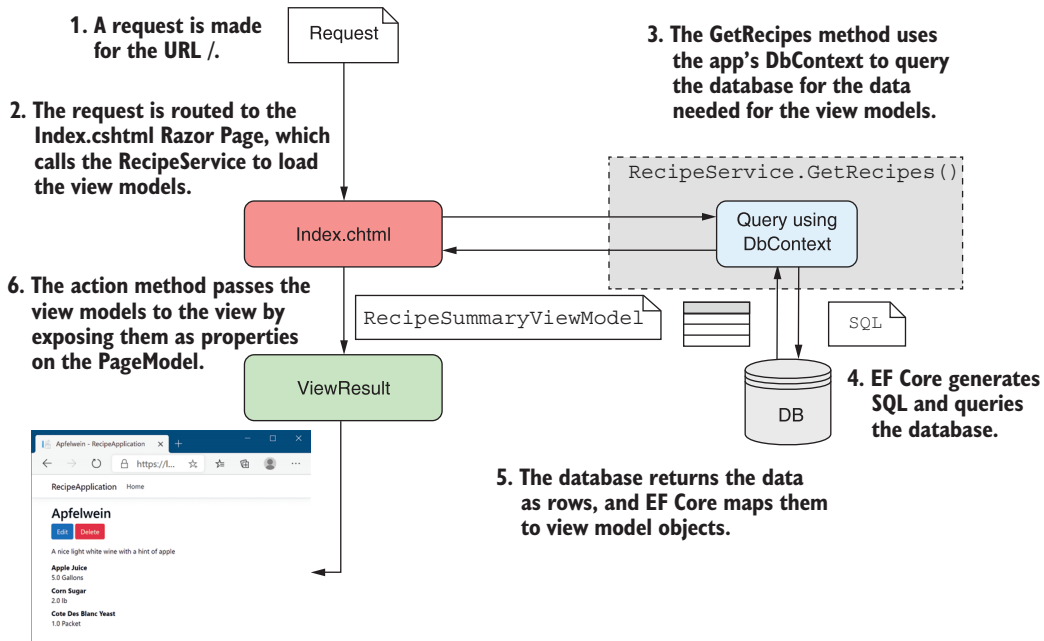 1. A request is made
for the URL /.
Request
3. The GetRecipes method uses
the app's DbContext to query
the database for the data
needed for the view models.
2. The request is routed to the
Index.cshtml Razor Page, which
calls the RecipeService to load
the view models.
RecipeService.GetRecipes()
Index.chtml
Query using
DbContext
6. The action method passes the
view models to the view by
exposing them as properties
on the PageModel.
RecipeSummaryViewModel
SQL
ViewResult
DB
4. EF Core generates
SQL and queries
the database.
5. The database returns the data
as rows, and EF Core maps them
to view model objects.
Apfelwein - RecipeApplication
https://l...
RecipeApplication Home
Apfelwein
Edit Delete
A nice light white wine with a hint of apple
Apple Juice
5.0 Gallons
Corn Sugar
2.0 lb
Cote Des Blanc Yeast
1.0 Packet